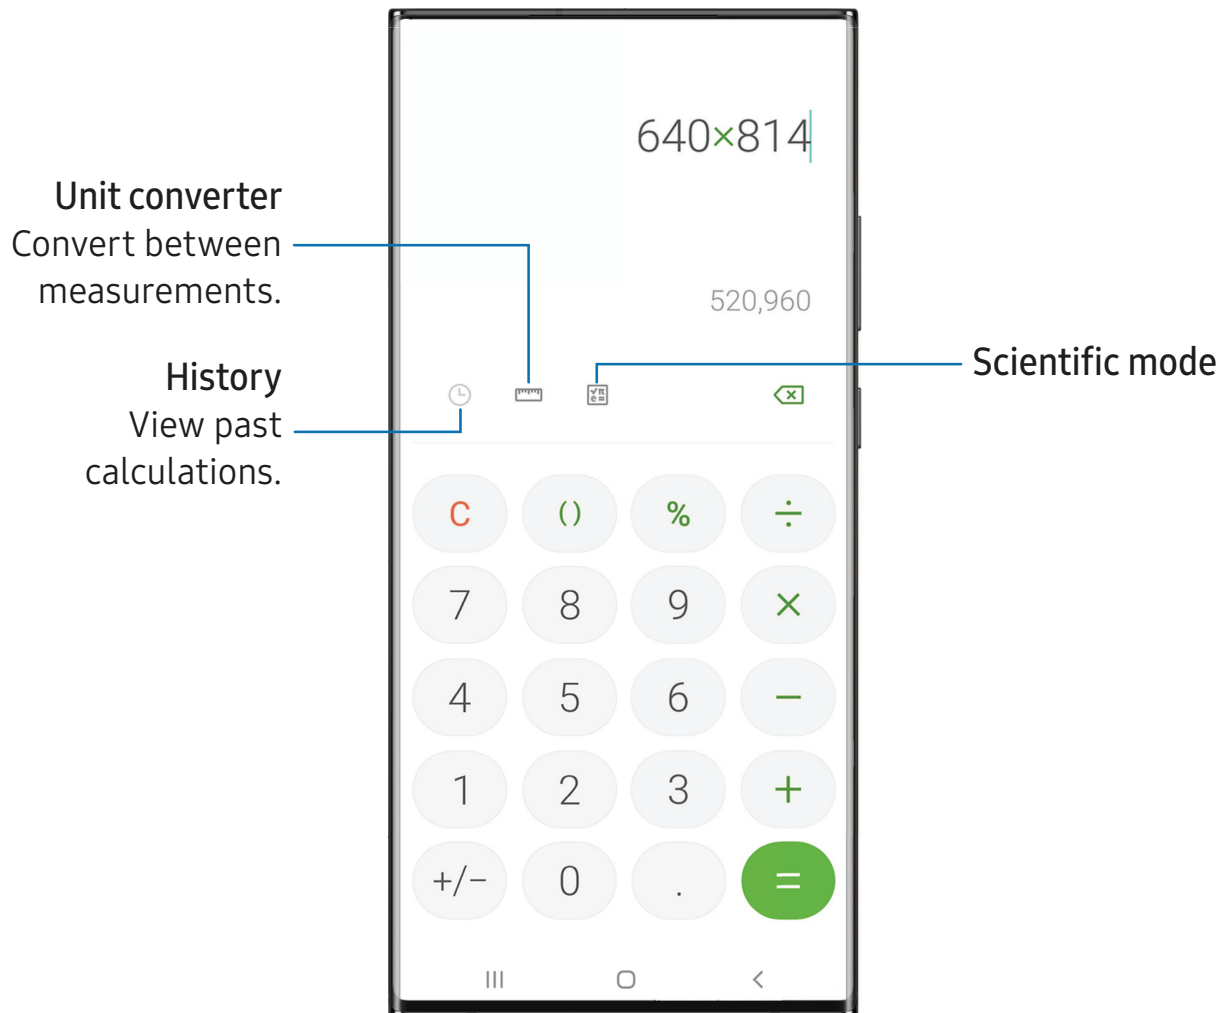 640×814
Unit converter
Convert between
measurements.
520,960
Scientific mode
History
View past
calculations.
√π
e=
C () % ÷
7 8 9 ×
4 5 6 −
1 2 3 +
+/− 0 . =